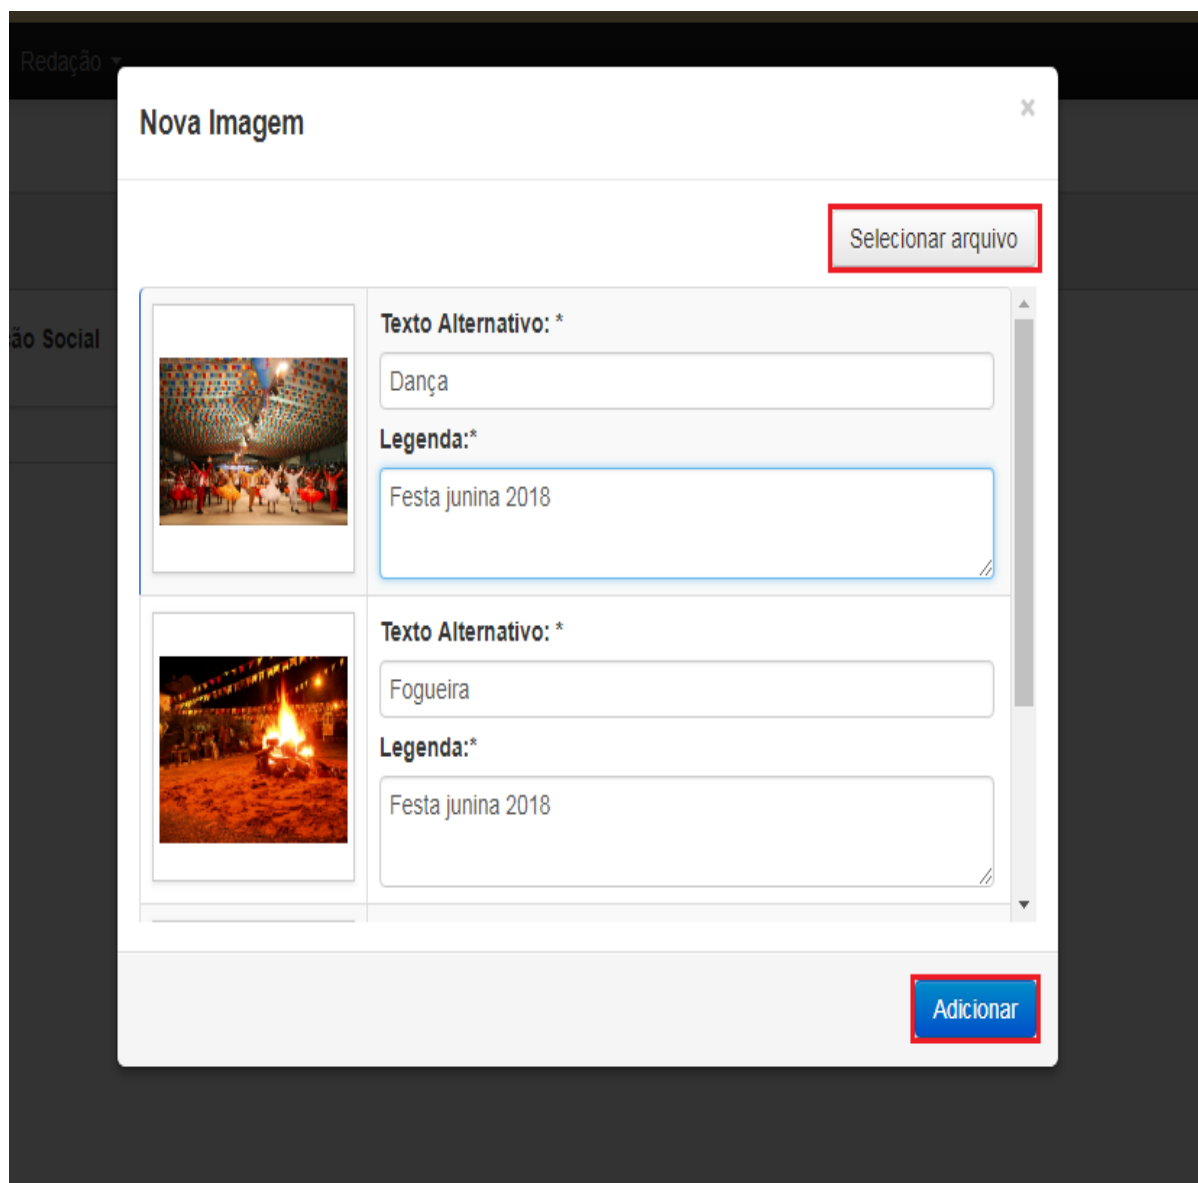 Redação
Nova Imagem
×
Selecionar arquivo
ão Social
Texto Alternativo: *
Dança
Legenda:*
Festa junina 2018
Texto Alternativo: *
Fogueira
Legenda:*
Festa junina 2018
Adicionar